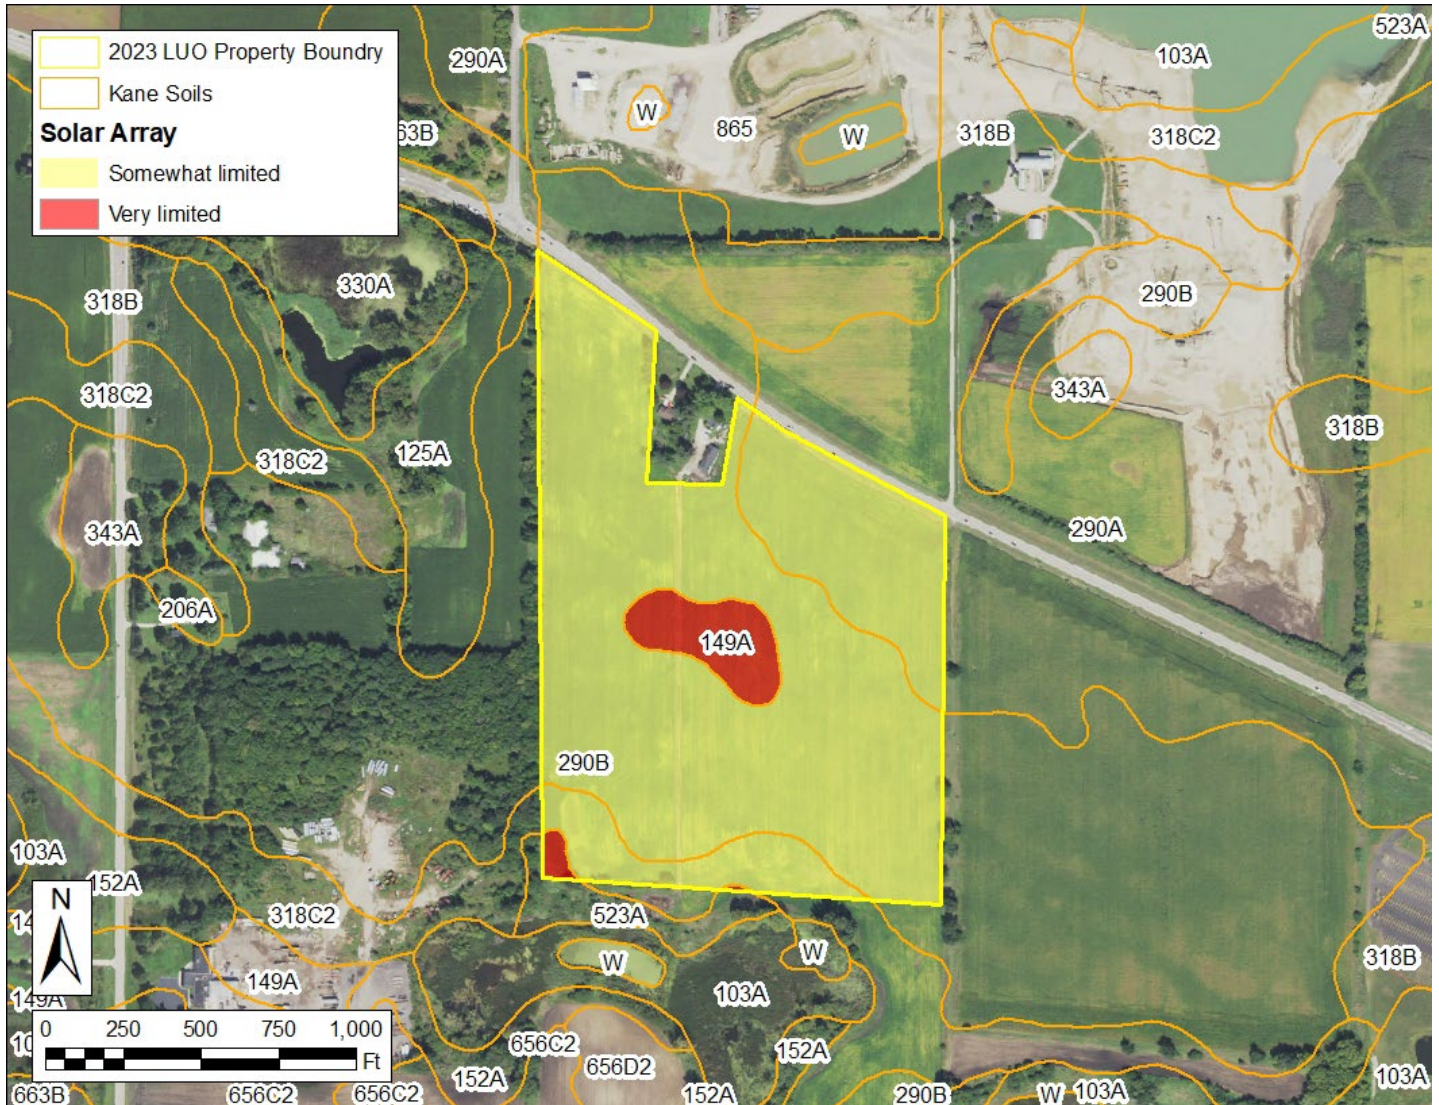 2023 LUO Property Boundry
Kane Soils
Solar Array
Somewhat limited
Very limited
290A
W
865
W
318B
103A
523A
318C2
63B
330A
318B
290B
318C2
343A
318B
318C2
125A
343A
290A
206A
149A
290B
103A
152A
318C2
523A
W
W
318B
149A
103A
149A
N
0 250 500 750 1,000
Ft
656C2
152A
656D2
103A
663B
656C2
656C2
152A
152A
290B
W
103A